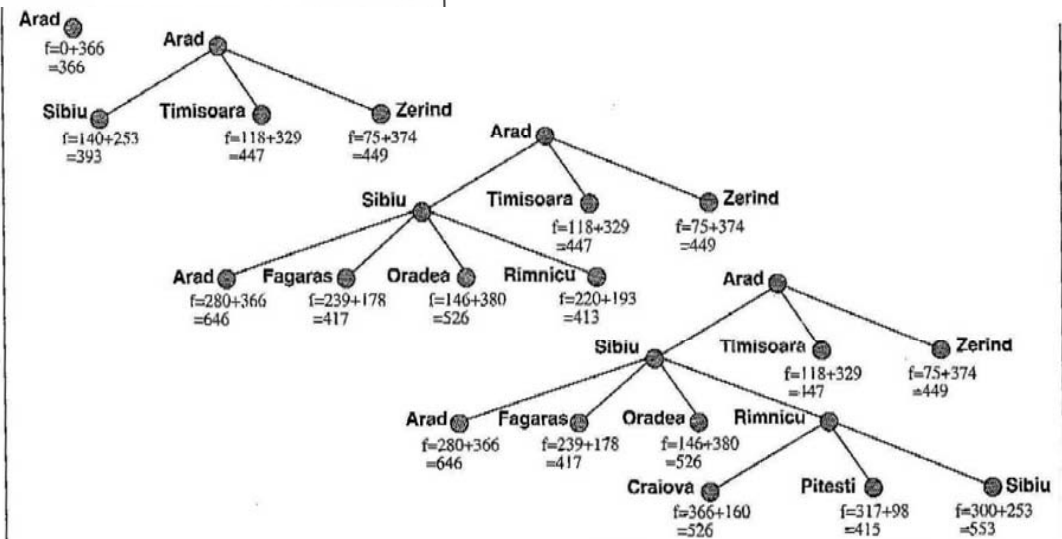 Arad
f=0+366
=366
Arad
Sibiu
f=140+253
=393
Timisoara
f=118+329
=447
Zerind
f=75+374
=449
Arad
Sibiu
Timisoara
f=118+329
=447
Zerind
f=75+374
=449
Arad
f=280+366
=646
Fagaras
f=239+178
=417
Oradea
f=146+380
=526
Rimnicu
f=220+193
=413
Arad
Sibiu
Timisoara
f=118+329
=447
Zerind
f=75+374
=449
Arad
f=280+366
=646
Fagaras
f=239+178
=417
Oradea
f=146+380
=526
Rimnicu
Craiova
f=366+160
=526
Pitesti
f=317+98
=415
Sibiu
f=300+253
=553